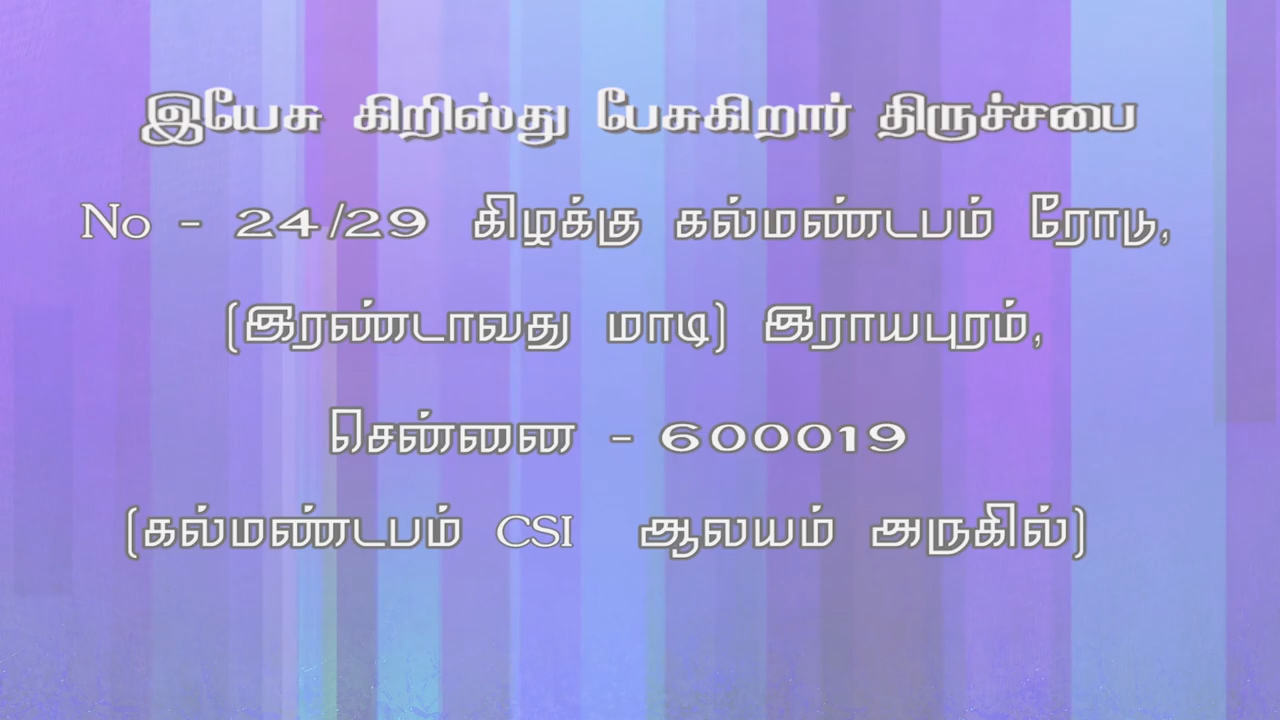 இயேசு கிறிஸ்து பேசுகிறார் திருச்சபை
No - 24/29 கிழக்கு கல்மண்டபம் ரோடு,
(இரண்டாவது மாடி) இராயபுரம்,
சென்னை - 600019
(கல்மண்டபம் CSI ஆலயம் அருகில்)